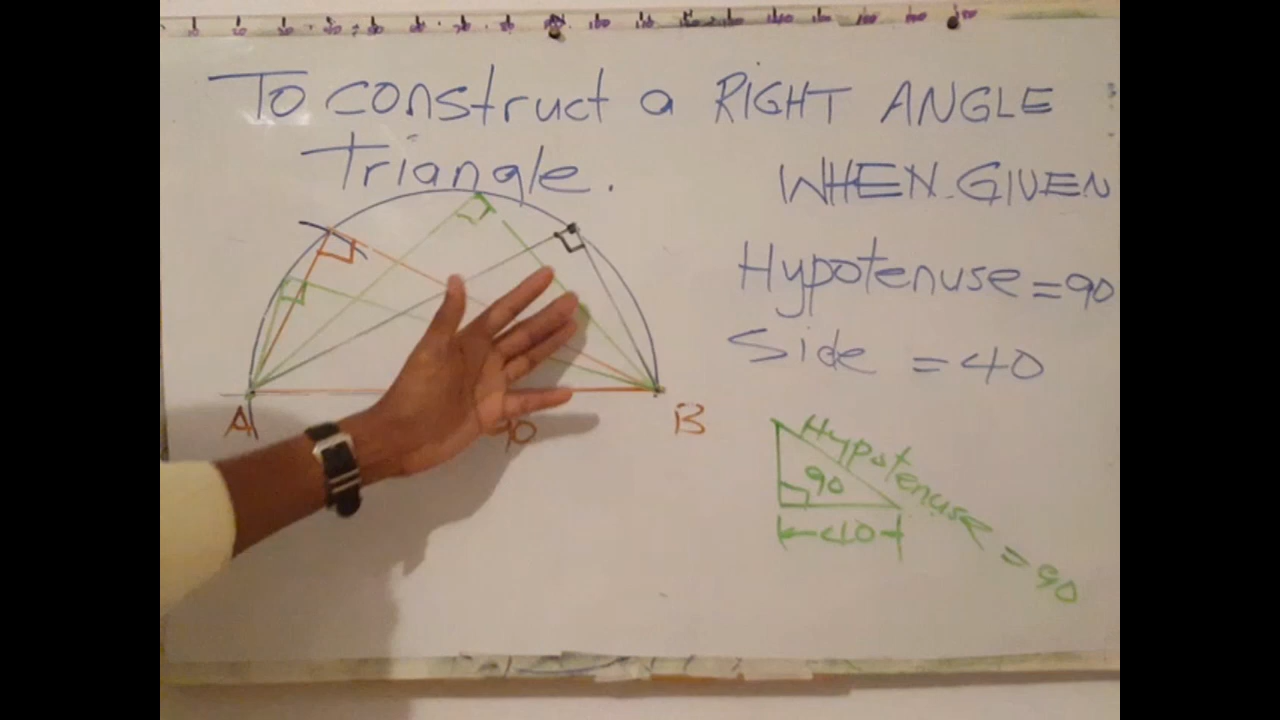 To construct a RIGHT ANGLE
Triangle.
WHEN GIVEN
Hypotenuse = 90
Side = 40
A
90
B
Hypotenuse = 90
90
40